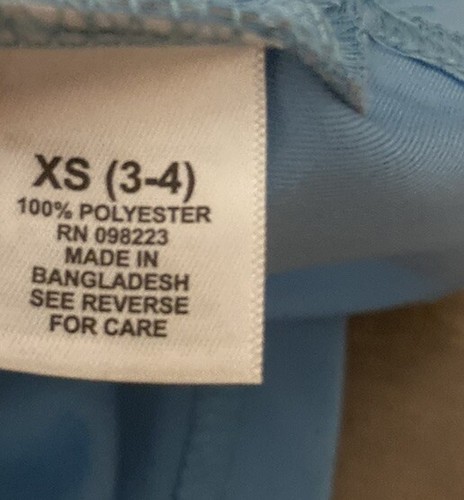 XS (3-4)
100% POLYESTER
RN 098223
MADE IN
BANGLADESH
SEE REVERSE
FOR CARE